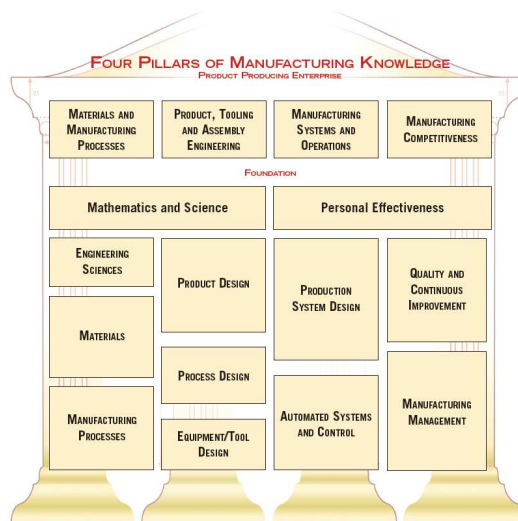 Four Pillars of Manufacturing Knowledge
Product Producing Enterprise
Materials and
Manufacturing
Processes
Product, Tooling
and Assembly
Engineering
Manufacturing
Systems and
Operations
Manufacturing
Competitiveness
Foundation
Mathematics and Science
Personal Effectiveness
Engineering
Sciences
Materials
Manufacturing
Processes
Product Design
Process Design
Equipment/Tool
Design
Production
System Design
Automated Systems
and Control
Quality and
Continuous
Improvement
Manufacturing
Management